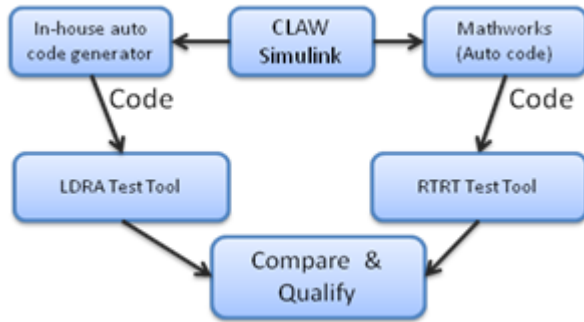 In-house auto
code generator
CLAW
Simulink
Mathworks
(Auto code)
Code
Code
LDRA Test Tool
RTRT Test Tool
Compare &
Qualify